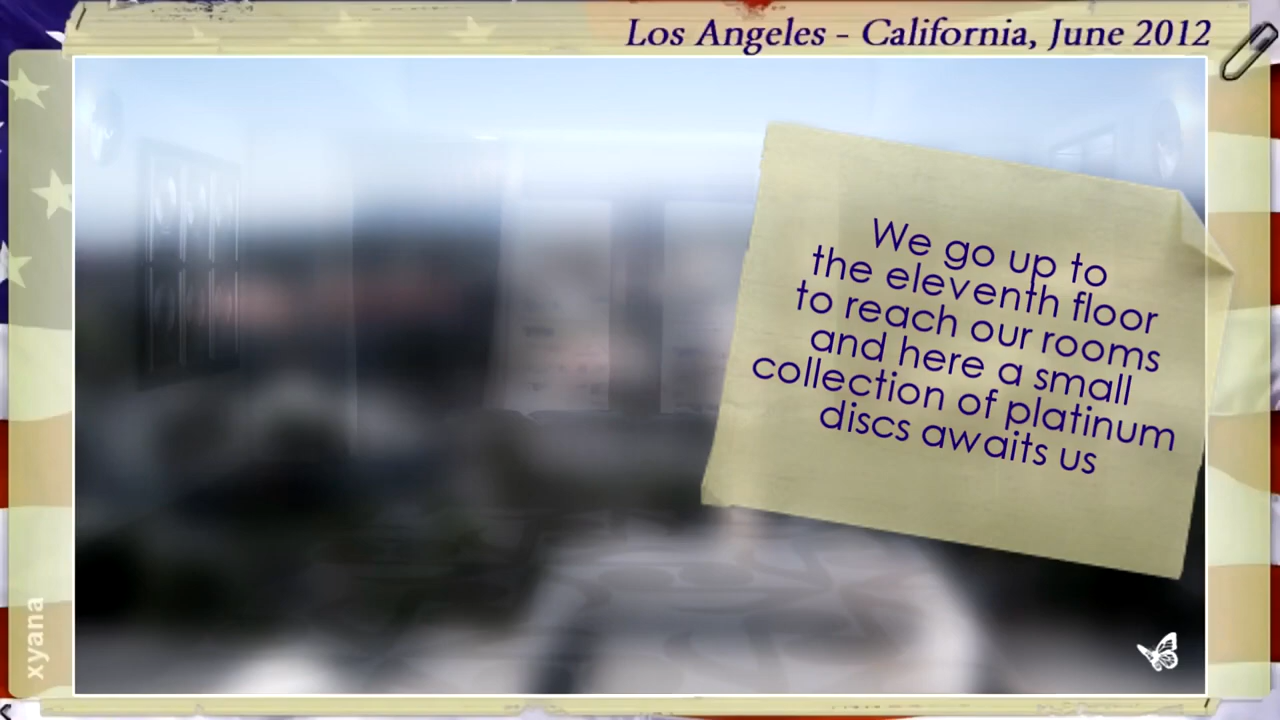 Los Angeles - California, June 2012
We go up to
the eleventh floor
to reach our rooms
and here a small
collection of platinum
discs awaits us
xyana